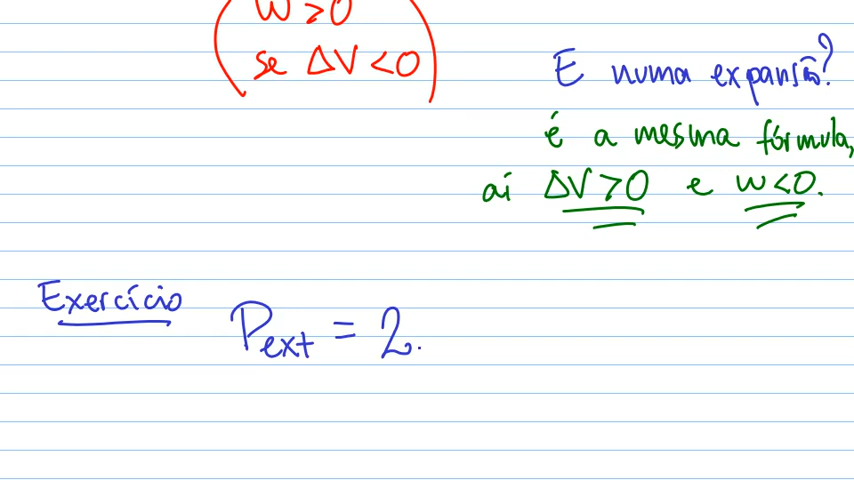 w > 0
se ΔV < 0
E numa expansão?
é a mesma fórmula,
aí ΔV > 0 e w < 0.
Exercício Pext = 2.